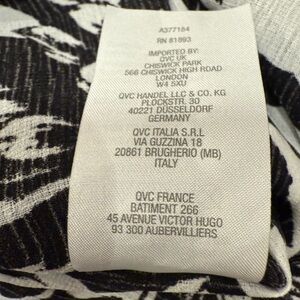 A377184
RN 81893
IMPORTED BY:
QVC UK
CHISWICK PARK
566 CHISWICK HIGH ROAD
LONDON
W4 5XU
QVC HANDEL LLC & CO. KG
PLOCKSTR. 30
40221 DUSSELDORF
GERMANY
QVC ITALIA S.R.L
VIA GUZZINA 18
20861 BRUGHERIO (MB)
ITALY
QVC FRANCE
BATIMENT 266
45 AVENUE VICTOR HUGO
93 300 AUBERVILLIERS